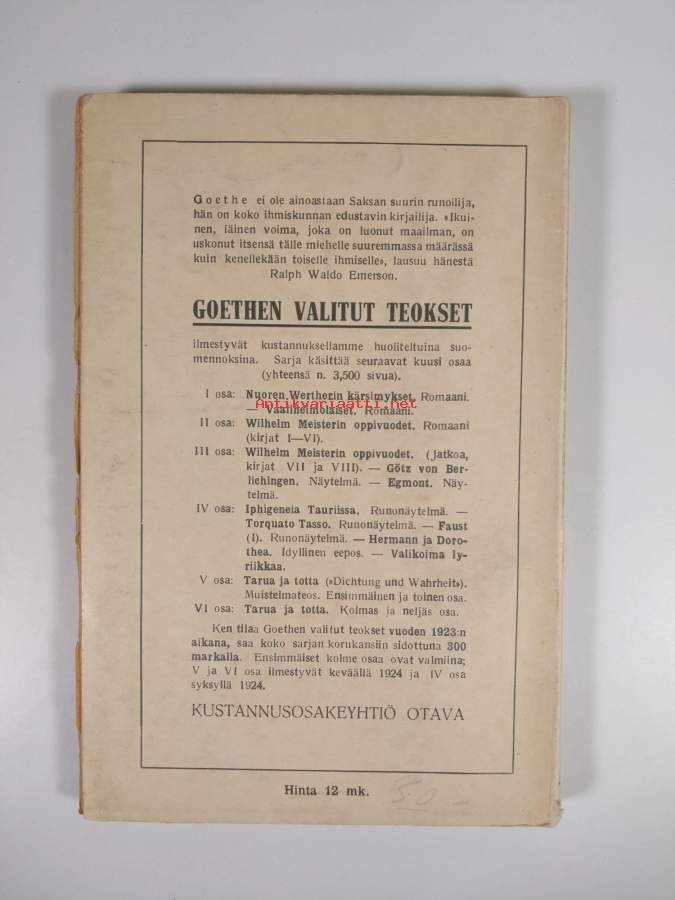 Goethe ei ole ainoastaan Saksan suurin runoilija,
hän on koko ihmiskunnan edustavin kirjailija. »Ikui-
nen, iäinen voima, joka on luonut maailman, on
uskonut itsensä tälle miehelle suuremmassa määrässä
kuin kenellekään toiselle ihmiselle», lausuu hänestä
Ralph Waldo Emerson.
GOETHEN VALITUT TEOKSET
ilmestyvät kustannuksellamme huoliteltuina suo-
mennoksina. Sarja käsittää seuraavat kuusi osaa
(yhteensä n. 3,500 sivua).
I osa: Nuoren Wertherin kärsimykset. Romaani.
Antikvariaatti.net
— Vaaliheimolaiset. Romaani.
II osa: Wilhelm Meisterin oppivuodet. Romaani
(kirjat I—VI).
III osa: Wilhelm Meisterin oppivuodet. (Jatkoa,
kirjat VII ja VIII). — Götz von Ber-
lichingen. Näytelmä. — Egmont. Näy-
telmä.
IV osa: Iphigeneia Tauriissa. Runonäytelmä. —
Torquato Tasso. Runonäytelmä. — Faust
(I). Runonäytelmä. — Hermann ja Doro-
thea. Idyllinen eepos. — Valikoima ly-
riikkaa.
V osa: Tarua ja totta (»Dichtung und Wahrheit»).
Muistelmateos. Ensimmäinen ja toinen osa.
VI osa: Tarua ja totta. Kolmas ja neljäs osa.
Ken tilaa Goethen valitut teokset vuoden 1923:n
aikana, saa koko sarjan korukansiin sidottuna 300
markalla. Ensimmäiset kolme osaa ovat valmiina;
V ja VI osa ilmestyvät keväällä 1924 ja IV osa
syksyllä 1924.
KUSTANNUSOSAKEYHTIÖ OTAVA
Hinta 12 mk.